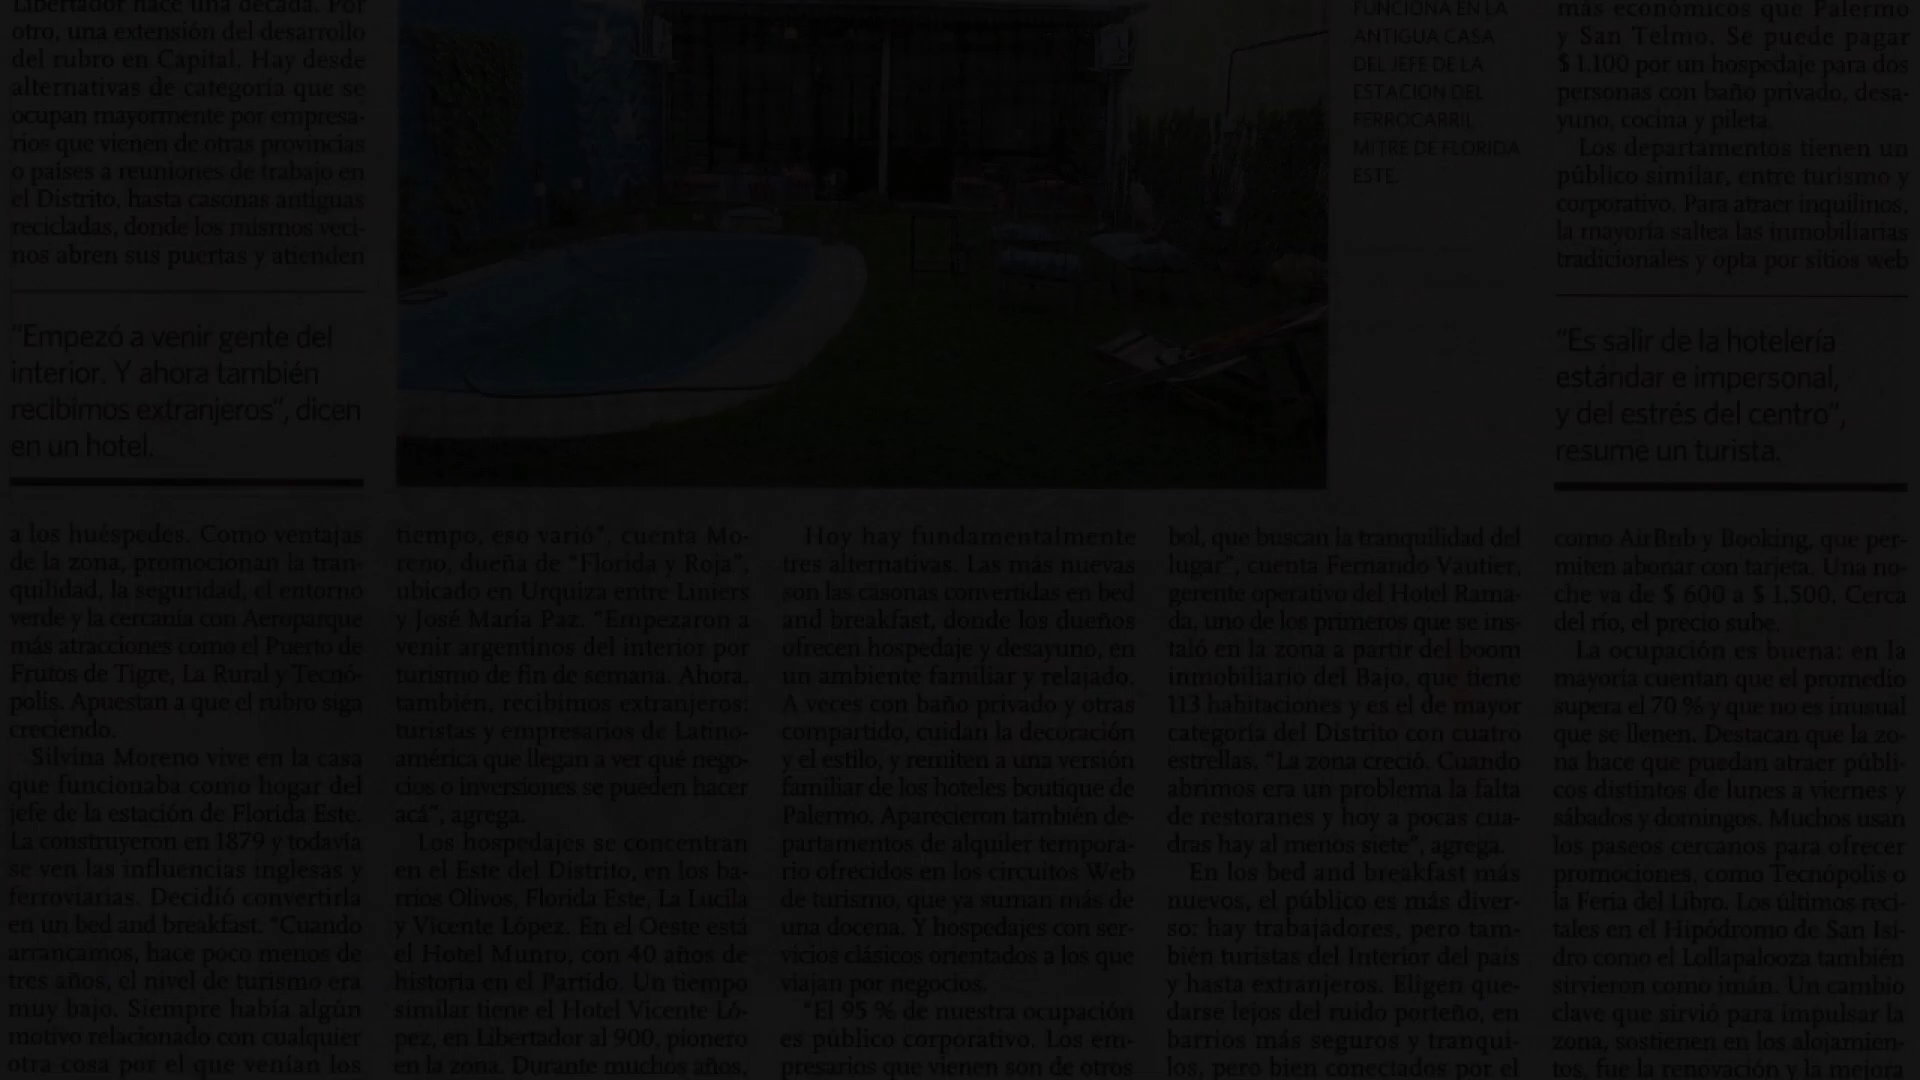 Libertador hace una década. Por
otro, una extensión del desarrollo
del rubro en Capital. Hay desde
alternativas de categoría que se
ocupan mayormente por empresa-
rios que vienen de otras provincias
o países a reuniones de trabajo en
el Distrito, hasta casonas antiguas
recicladas, donde los mismos veci-
nos abren sus puertas y atienden
"Empezó a venir gente del
interior. Y ahora también
recibimos extranjeros", dicen
en un hotel.
a los huéspedes. Como ventajas
de la zona, promocionan la tran-
quilidad, la seguridad, el entorno
verde y la cercanía con Aeroparque
más atracciones como el Puerto de
Frutos de Tigre, La Rural y Tecnó-
polis. Apuestan a que el rubro siga
creciendo.
Silvina Moreno vive en la casa
que funcionaba como hogar del
jefe de la estación de Florida Este.
La construyeron en 1879 y todavía
se ven las influencias inglesas y
ferroviarias. Decidió convertirla
en un bed and breakfast. "Cuando
arrancamos, hace poco menos de
tres años, el nivel de turismo era
muy bajo. Siempre había algún
motivo relacionado con cualquier
otra cosa por el que venían los
FUNCIONA EN LA
ANTIGUA CASA
DEL JEFE DE LA
ESTACIÓN DEL
FERROCARRIL
MITRE DE FLORIDA
ESTE.
tiempo, eso varió", cuenta Mo-
reno, dueña de "Florida y Roja",
ubicado en Urquiza entre Liniers
y José María Paz. "Empezaron a
venir argentinos del interior por
turismo de fin de semana. Ahora,
también, recibimos extranjeros:
turistas y empresarios de Latino-
américa que llegan a ver qué nego-
cios o inversiones se pueden hacer
acá", agrega.
Los hospedajes se concentran
en el Este del Distrito, en los ba-
rrios Olivos, Florida Este, La Lucila
y Vicente López. En el Oeste está
el Hotel Munro, con 40 años de
historia en el Partido. Un tiempo
similar tiene el Hotel Vicente Ló-
pez, en Libertador al 900, pionero
en la zona. Durante muchos años,
Hoy hay fundamentalmente
tres alternativas. Las más nuevas
son las casonas convertidas en bed
and breakfast, donde los dueños
ofrecen hospedaje y desayuno, en
un ambiente familiar y relajado.
A veces con baño privado y otras
compartido, cuidan la decoración
y el estilo, y remiten a una versión
familiar de los hoteles boutique de
Palermo. Aparecieron también de-
partamentos de alquiler tempora-
rio ofrecidos en los circuitos Web
de turismo, que ya suman más de
una docena. Y hospedajes con ser-
vicios clásicos orientados a los que
viajan por negocios.
"El 95 % de nuestra ocupación
es público corporativo. Los em-
presarios que vienen son de otros
bol, que buscan la tranquilidad del
lugar", cuenta Fernando Vautier,
gerente operativo del Hotel Rama-
da, uno de los primeros que se ins-
taló en la zona a partir del boom
inmobiliario del Bajo, que tiene
113 habitaciones y es el de mayor
categoría del Distrito con cuatro
estrellas. "La zona creció. Cuando
abrimos era un problema la falta
de restoranes y hoy a pocas cua-
dras hay al menos siete", agrega.
En los bed and breakfast más
nuevos, el público es más diver-
so: hay trabajadores, pero tam-
bién turistas del Interior del país
y hasta extranjeros. Eligen que-
darse lejos del ruido porteño, en
barrios más seguros y tranqui-
los, pero bien conectados por el
más económicos que Palermo
y San Telmo. Se puede pagar
$ 1.100 por un hospedaje para dos
personas con baño privado, desa-
yuno, cocina y pileta.
Los departamentos tienen un
público similar, entre turismo y
corporativo. Para atraer inquilinos,
la mayoría saltea las inmobiliarias
tradicionales y opta por sitios web
"Es salir de la hotelería
estándar e impersonal,
y del estrés del centro",
resume un turista.
como AirBnb y Booking, que per-
miten abonar con tarjeta. Una no-
che va de $ 600 a $ 1.500. Cerca
del río, el precio sube.
La ocupación es buena: en la
mayoría cuentan que el promedio
supera el 70 % y que no es inusual
que se llenen. Destacan que la zo-
na hace que puedan atraer públi-
cos distintos de lunes a viernes y
sábados y domingos. Muchos usan
los paseos cercanos para ofrecer
promociones, como Tecnópolis o
la Feria del Libro. Los últimos reci-
tales en el Hipódromo de San Isi-
dro como el Lollapalooza también
sirvieron como imán. Un cambio
clave que sirvió para impulsar la
zona, sostienen en los alojamien-
tos, fue la renovación y la mejora